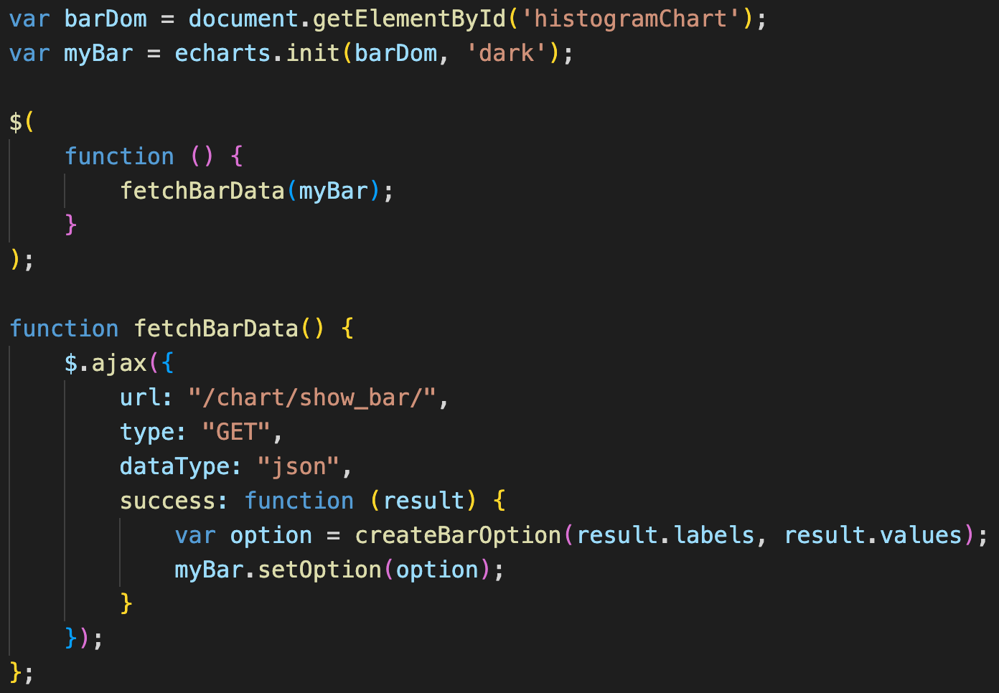 var barDom = document.getElementById('histogramChart');
var myBar = echarts.init(barDom, 'dark');
$(
    function () {
        fetchBarData(myBar);
    }
);
function fetchBarData() {
    $.ajax({
        url: "/chart/show_bar/",
        type: "GET",
        dataType: "json",
        success: function (result) {
            var option = createBarOption(result.labels, result.values);
            myBar.setOption(option);
        }
    });
};